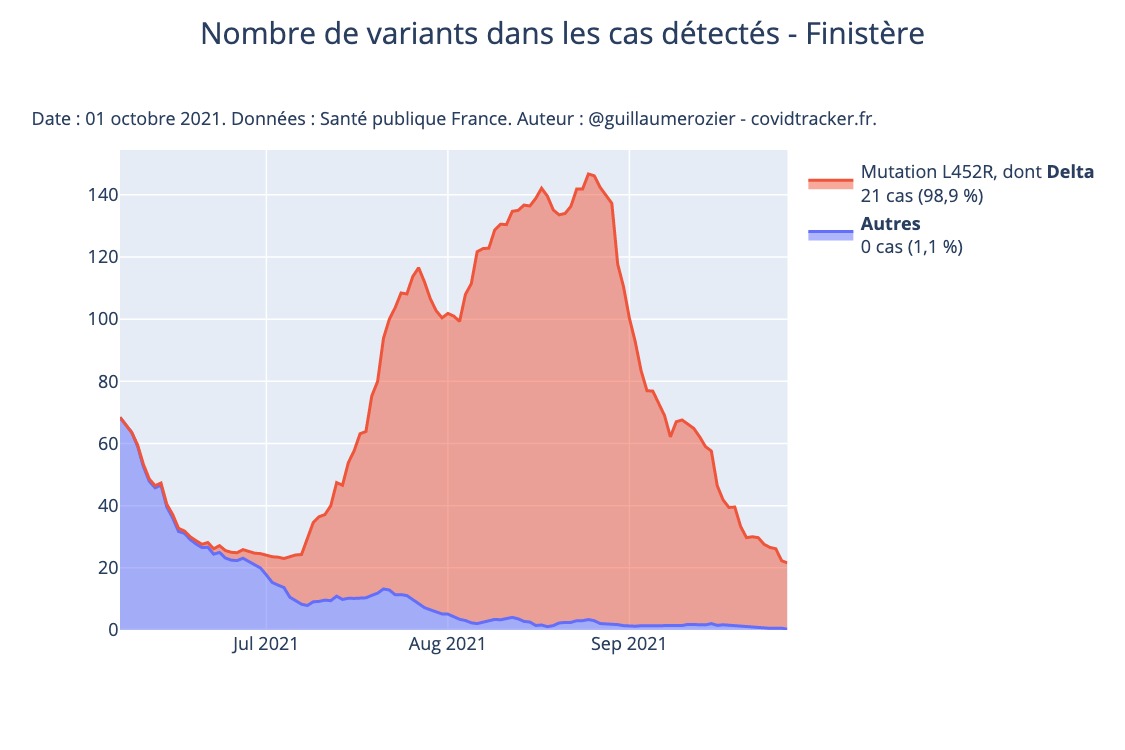 Nombre de variants dans les cas détectés - Finistère
Date : 01 octobre 2021. Données : Santé publique France. Auteur : @guillaumerozier - covidtracker.fr.
Mutation L452R, dont Delta
21 cas (98,9 %)
Autres
0 cas (1,1 %)
140
120
100
80
60
40
20
0
Jul 2021
Aug 2021
Sep 2021